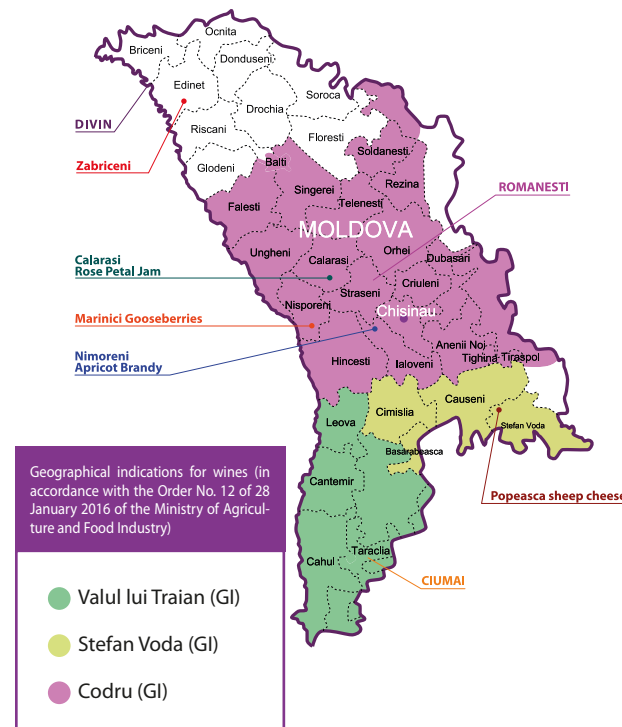 Ocnita
Briceni
Donduseni
Edinet
Soroca
Drochia
DIVIN
Riscani
Floresti
Soldanesti
Zabriceni
Glodeni
Balti
Rezina
Singerei
ROMANESTI
Telenesti
Falesti
MOLDOVA
Orhei
Ungheni
Calarasi
Dubasari
Calarasi
Rose Petal Jam
Criuleni
Straseni
Nisporeni
Chisinau
Marinici Gooseberries
Anenii Noj
Nimoreni
Apricot Brandy
Hincesti
Ialoveni
Tighina
Tiraspol
Causeni
Cimislia
Leova
Stefan Voda
Basarabeasca
Geographical indications for wines (in
accordance with the Order No. 12 of 28
January 2016 of the Ministry of Agricul-
ture and Food Industry)
Cantemir
Popeasca sheep cheese
Taraclia
Cahul
CIUMAI
Valul lui Traian (GI)
Stefan Voda (GI)
Codru (GI)